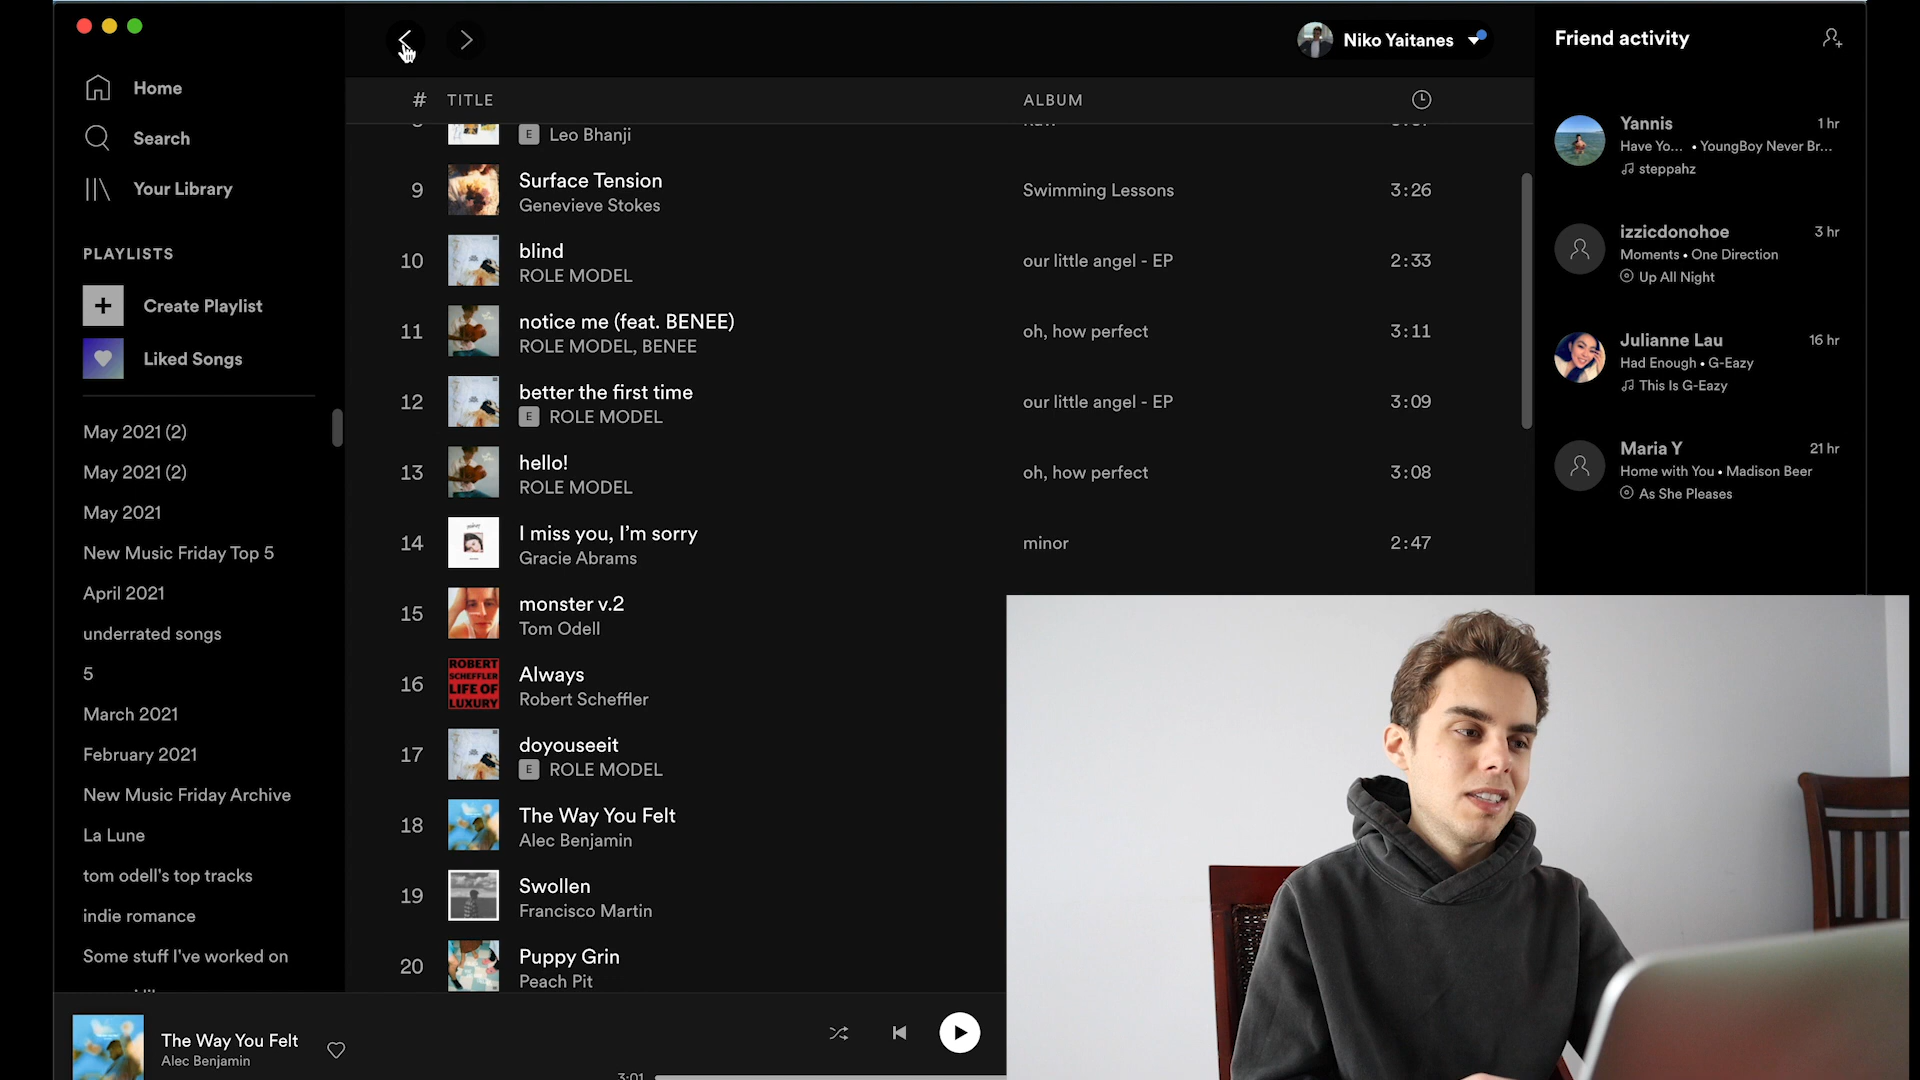 Home
Search
Your Library
PLAYLISTS
Create Playlist
Liked Songs
May 2021 (2)
May 2021 (2)
May 2021
New Music Friday Top 5
April 2021
underrated songs
5
March 2021
February 2021
New Music Friday Archive
La Lune
tom odell's top tracks
indie romance
Some stuff I've worked on
Niko Yaitanes
# TITLE ALBUM
E Leo Bhanji
9 Surface Tension Swimming Lessons 3:26
Genevieve Stokes
10 blind our little angel - EP 2:33
ROLE MODEL
11 notice me (feat. BENEE) oh, how perfect 3:11
ROLE MODEL, BENEE
12 better the first time our little angel - EP 3:09
E ROLE MODEL
13 hello! oh, how perfect 3:08
ROLE MODEL
14 I miss you, I’m sorry minor 2:47
Gracie Abrams
15 monster v.2
Tom Odell
ROBERT
SCHEFFLER
LIFE OF
LUXURY
16 Always
Robert Scheffler
17 doyouseeit
E ROLE MODEL
18 The Way You Felt
Alec Benjamin
19 Swollen
Francisco Martin
20 Puppy Grin
Peach Pit
Friend activity
Yannis 1 hr
Have Yo... • YoungBoy Never Br...
steppahz
izzicdonohoe 3 hr
Moments • One Direction
Up All Night
Julianne Lau 16 hr
Had Enough • G-Eazy
This Is G-Eazy
Maria Y 21 hr
Home with You • Madison Beer
As She Pleases
The Way You Felt
Alec Benjamin
3:01